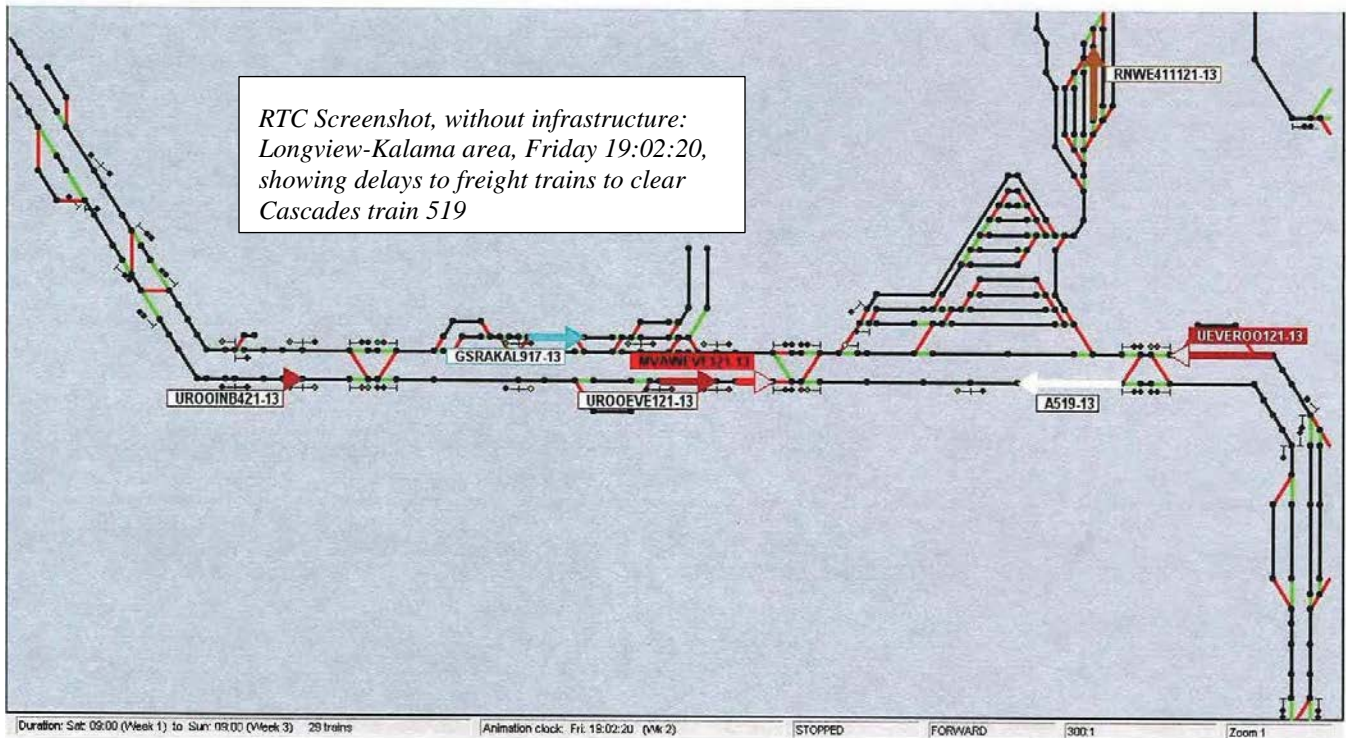 RNWE411121-13
RTC Screenshot, without infrastructure:
Longview-Kalama area, Friday 19:02:20,
showing delays to freight trains to clear
Cascades train 519
UEVEROO121-13
GSRAKAL917-13
MVAWEVE121-13
UROOINB421-13
UROOEVE121-13
A519-13
Duration: Sat: 09:00 (Week 1) to Sun: 09:00 (Week 3) 29 trains
Animation clock: Fri: 19:02:20 (Wk 2)
STOPPED
FORWARD
300:1
Zoom 1